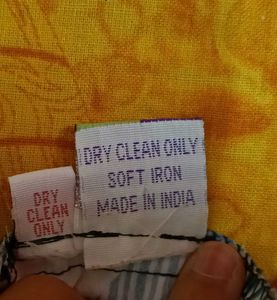 DRY CLEAN ONLY
SOFT IRON
MADE IN INDIA
DRY
CLEAN
ONLY